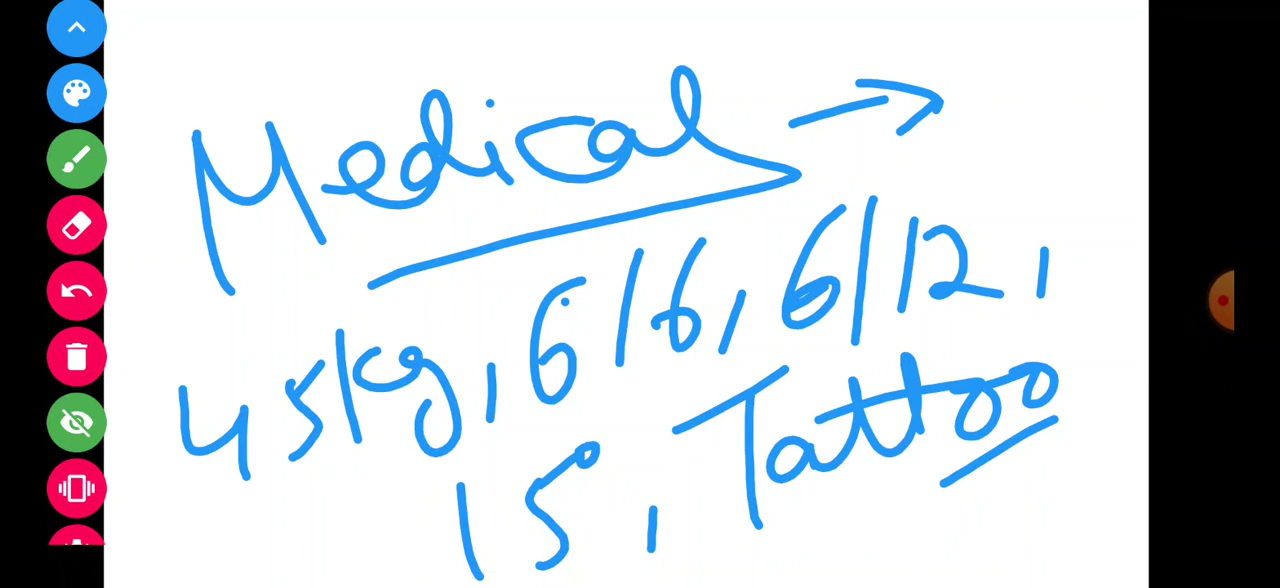 Medical →
45kg, 6/6, 6/12,
15°, Tattoo